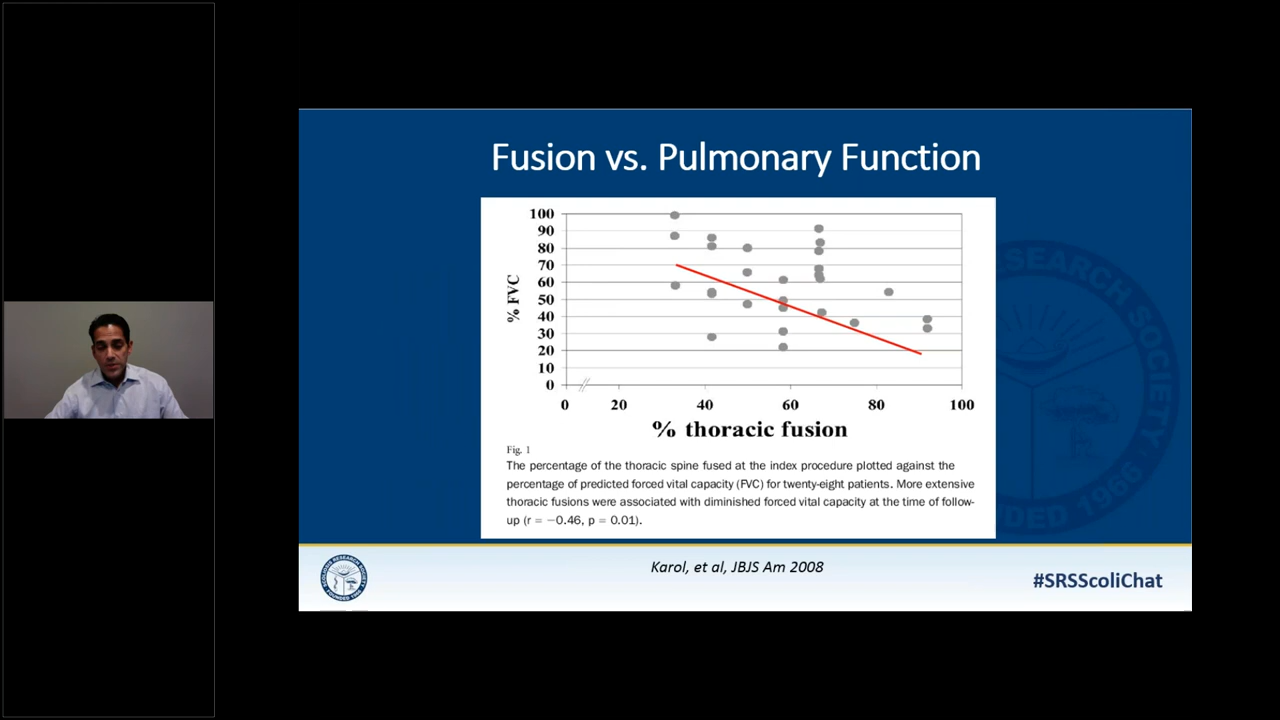 Fusion vs. Pulmonary Function
100
90
80
70
60
50
40
30
20
10
0
% FVC
0 20 40 60 80 100
% thoracic fusion
Fig. 1
The percentage of the thoracic spine fused at the index procedure plotted against the
percentage of predicted forced vital capacity (FVC) for twenty-eight patients. More extensive
thoracic fusions were associated with diminished forced vital capacity at the time of follow-
up (r = −0.46, p = 0.01).
Karol, et al, JBJS Am 2008
#SRSScoliChat